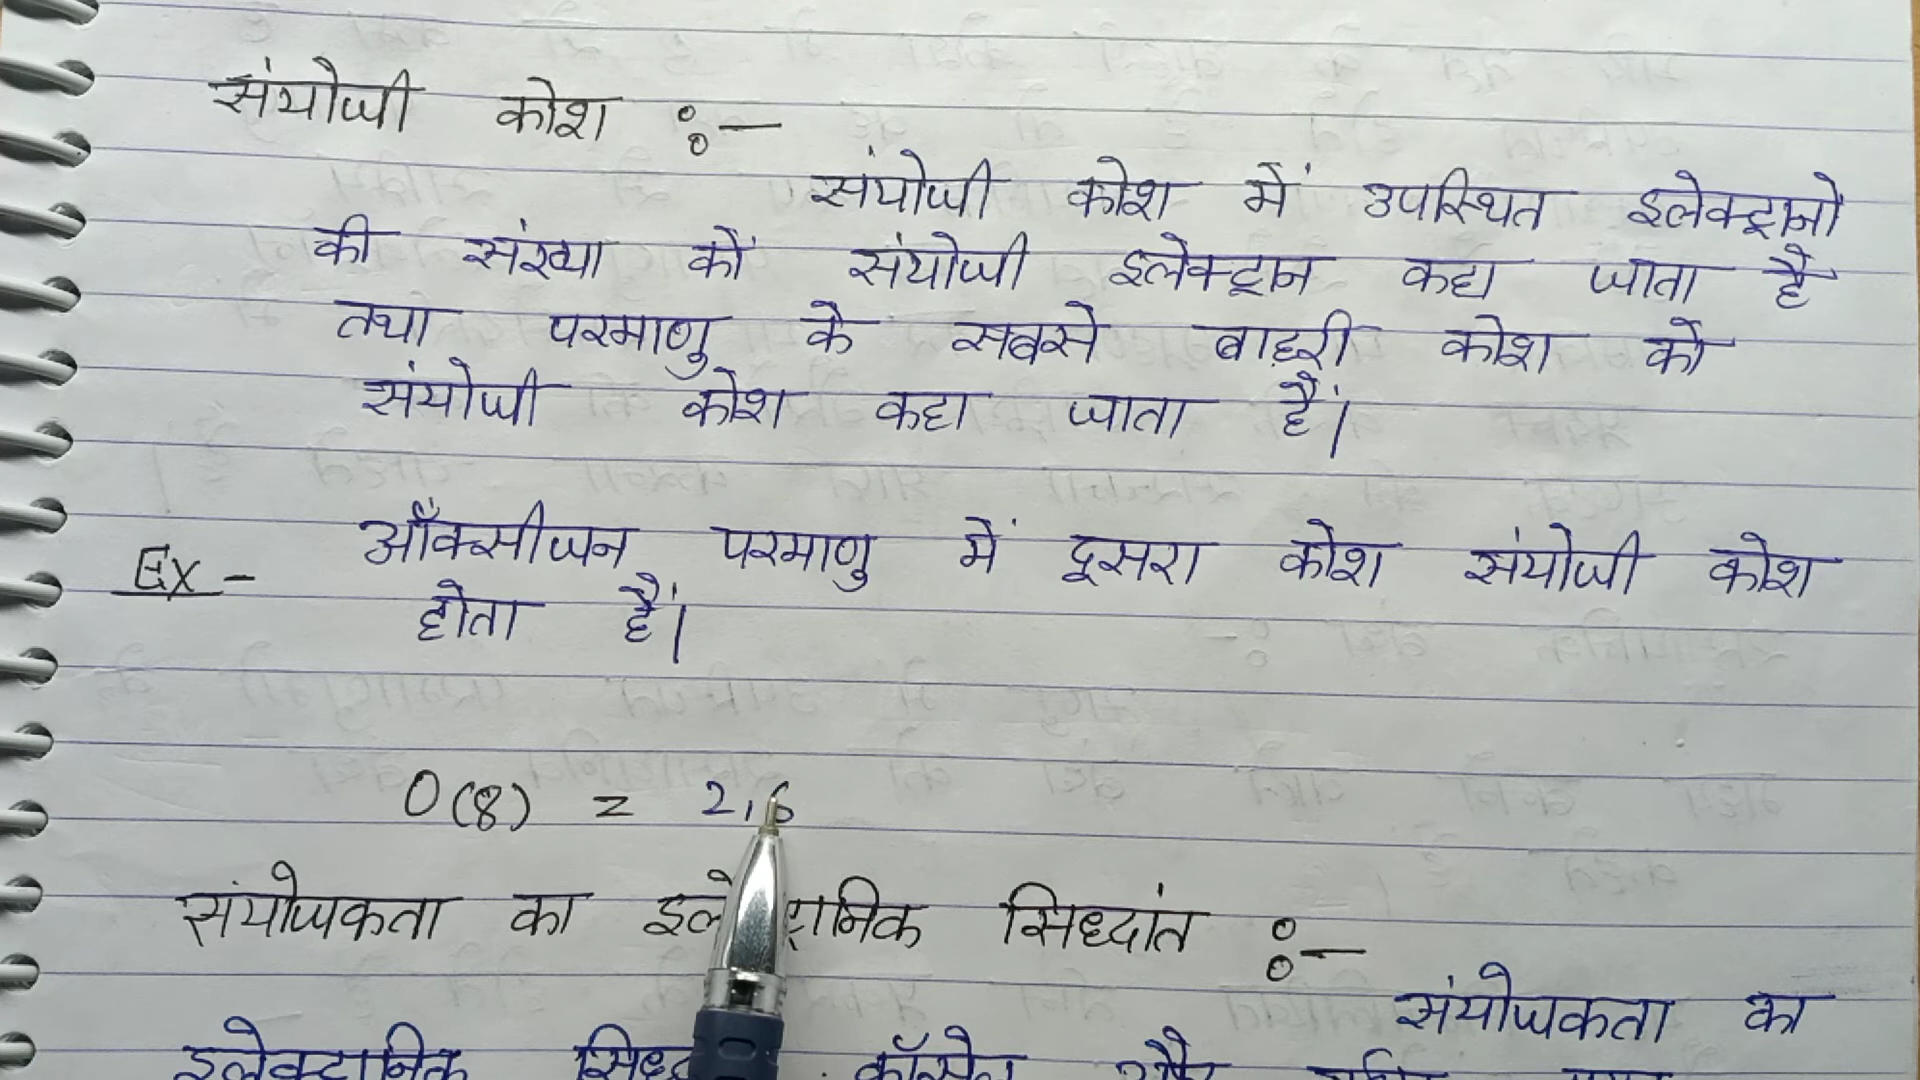 संयोजी कोश :-
संयोजी कोश में उपस्थित इलेक्ट्रानो
की संख्या कों संयोजी इलेक्ट्रान कहा जाता है
तथा परमाणु के सबसे बाहरी कोश को
संयोजी कोश कहा जाता हैं।
Ex - ऑक्सीजन परमाणु में दूसरा कोश संयोजी कोश
होता हैं।
O(8) = 2,6
संयोजकता का सिध्दांत :-
संयोजकता का
इलेक्ट्रानिक